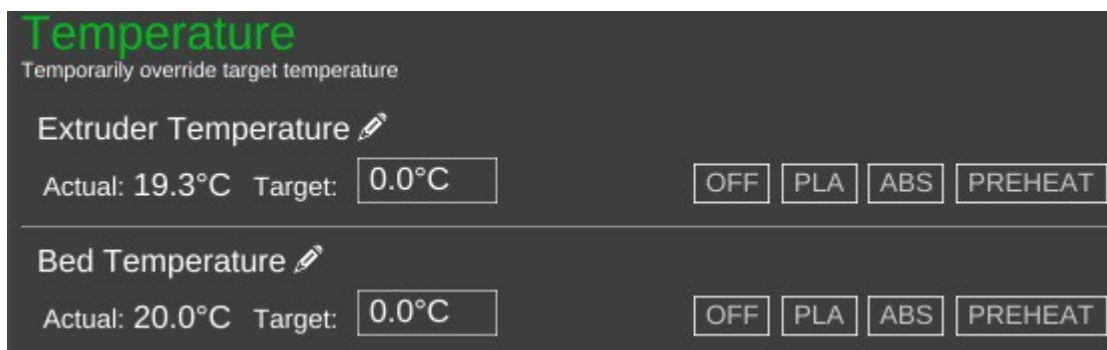 Temperature
Temporarily override target temperature
Extruder Temperature
Actual: 19.3°C Target: 0.0°C OFF PLA ABS PREHEAT
Bed Temperature
Actual: 20.0°C Target: 0.0°C OFF PLA ABS PREHEAT